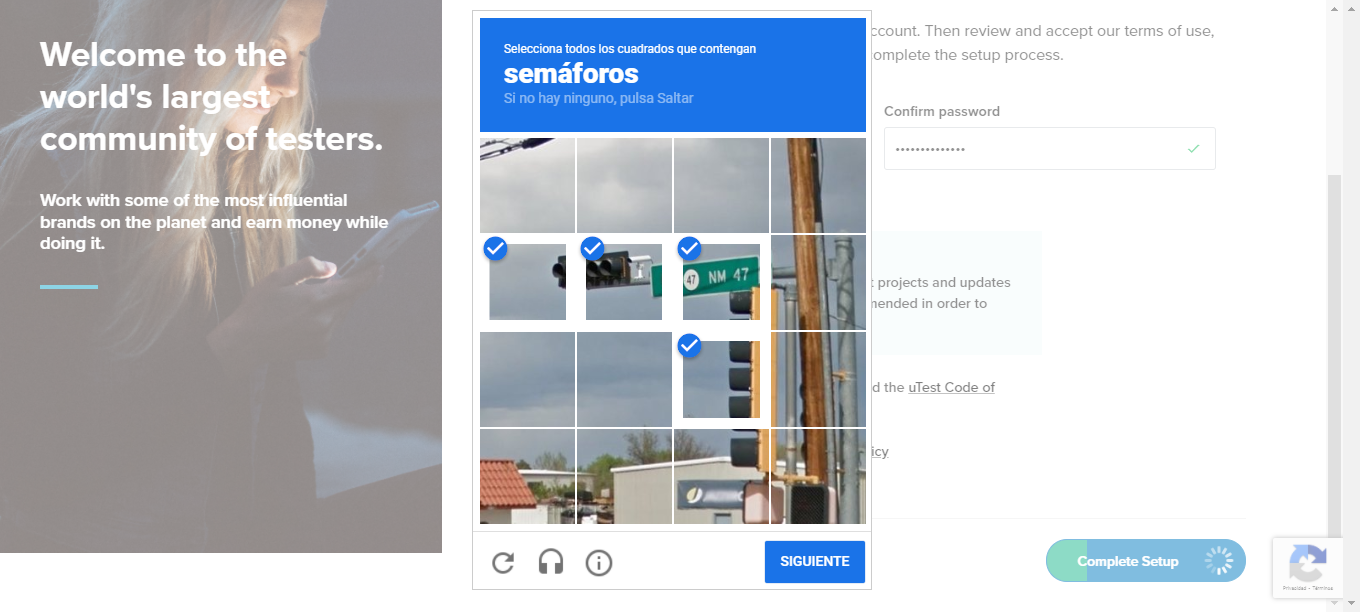 Welcome to the
world's largest
community of testers.
Work with some of the most influential
brands on the planet and earn money while
doing it.
Selecciona todos los cuadrados que contengan
semáforos
Si no hay ninguno, pulsa Saltar
47 NM 47
SIGUIENTE
ccount. Then review and accept our terms of use,
omplete the setup process.
Confirm password
••••••••••••••
t projects and updates
mended in order to
d the uTest Code of
icy
Complete Setup
Privacidad - Términos